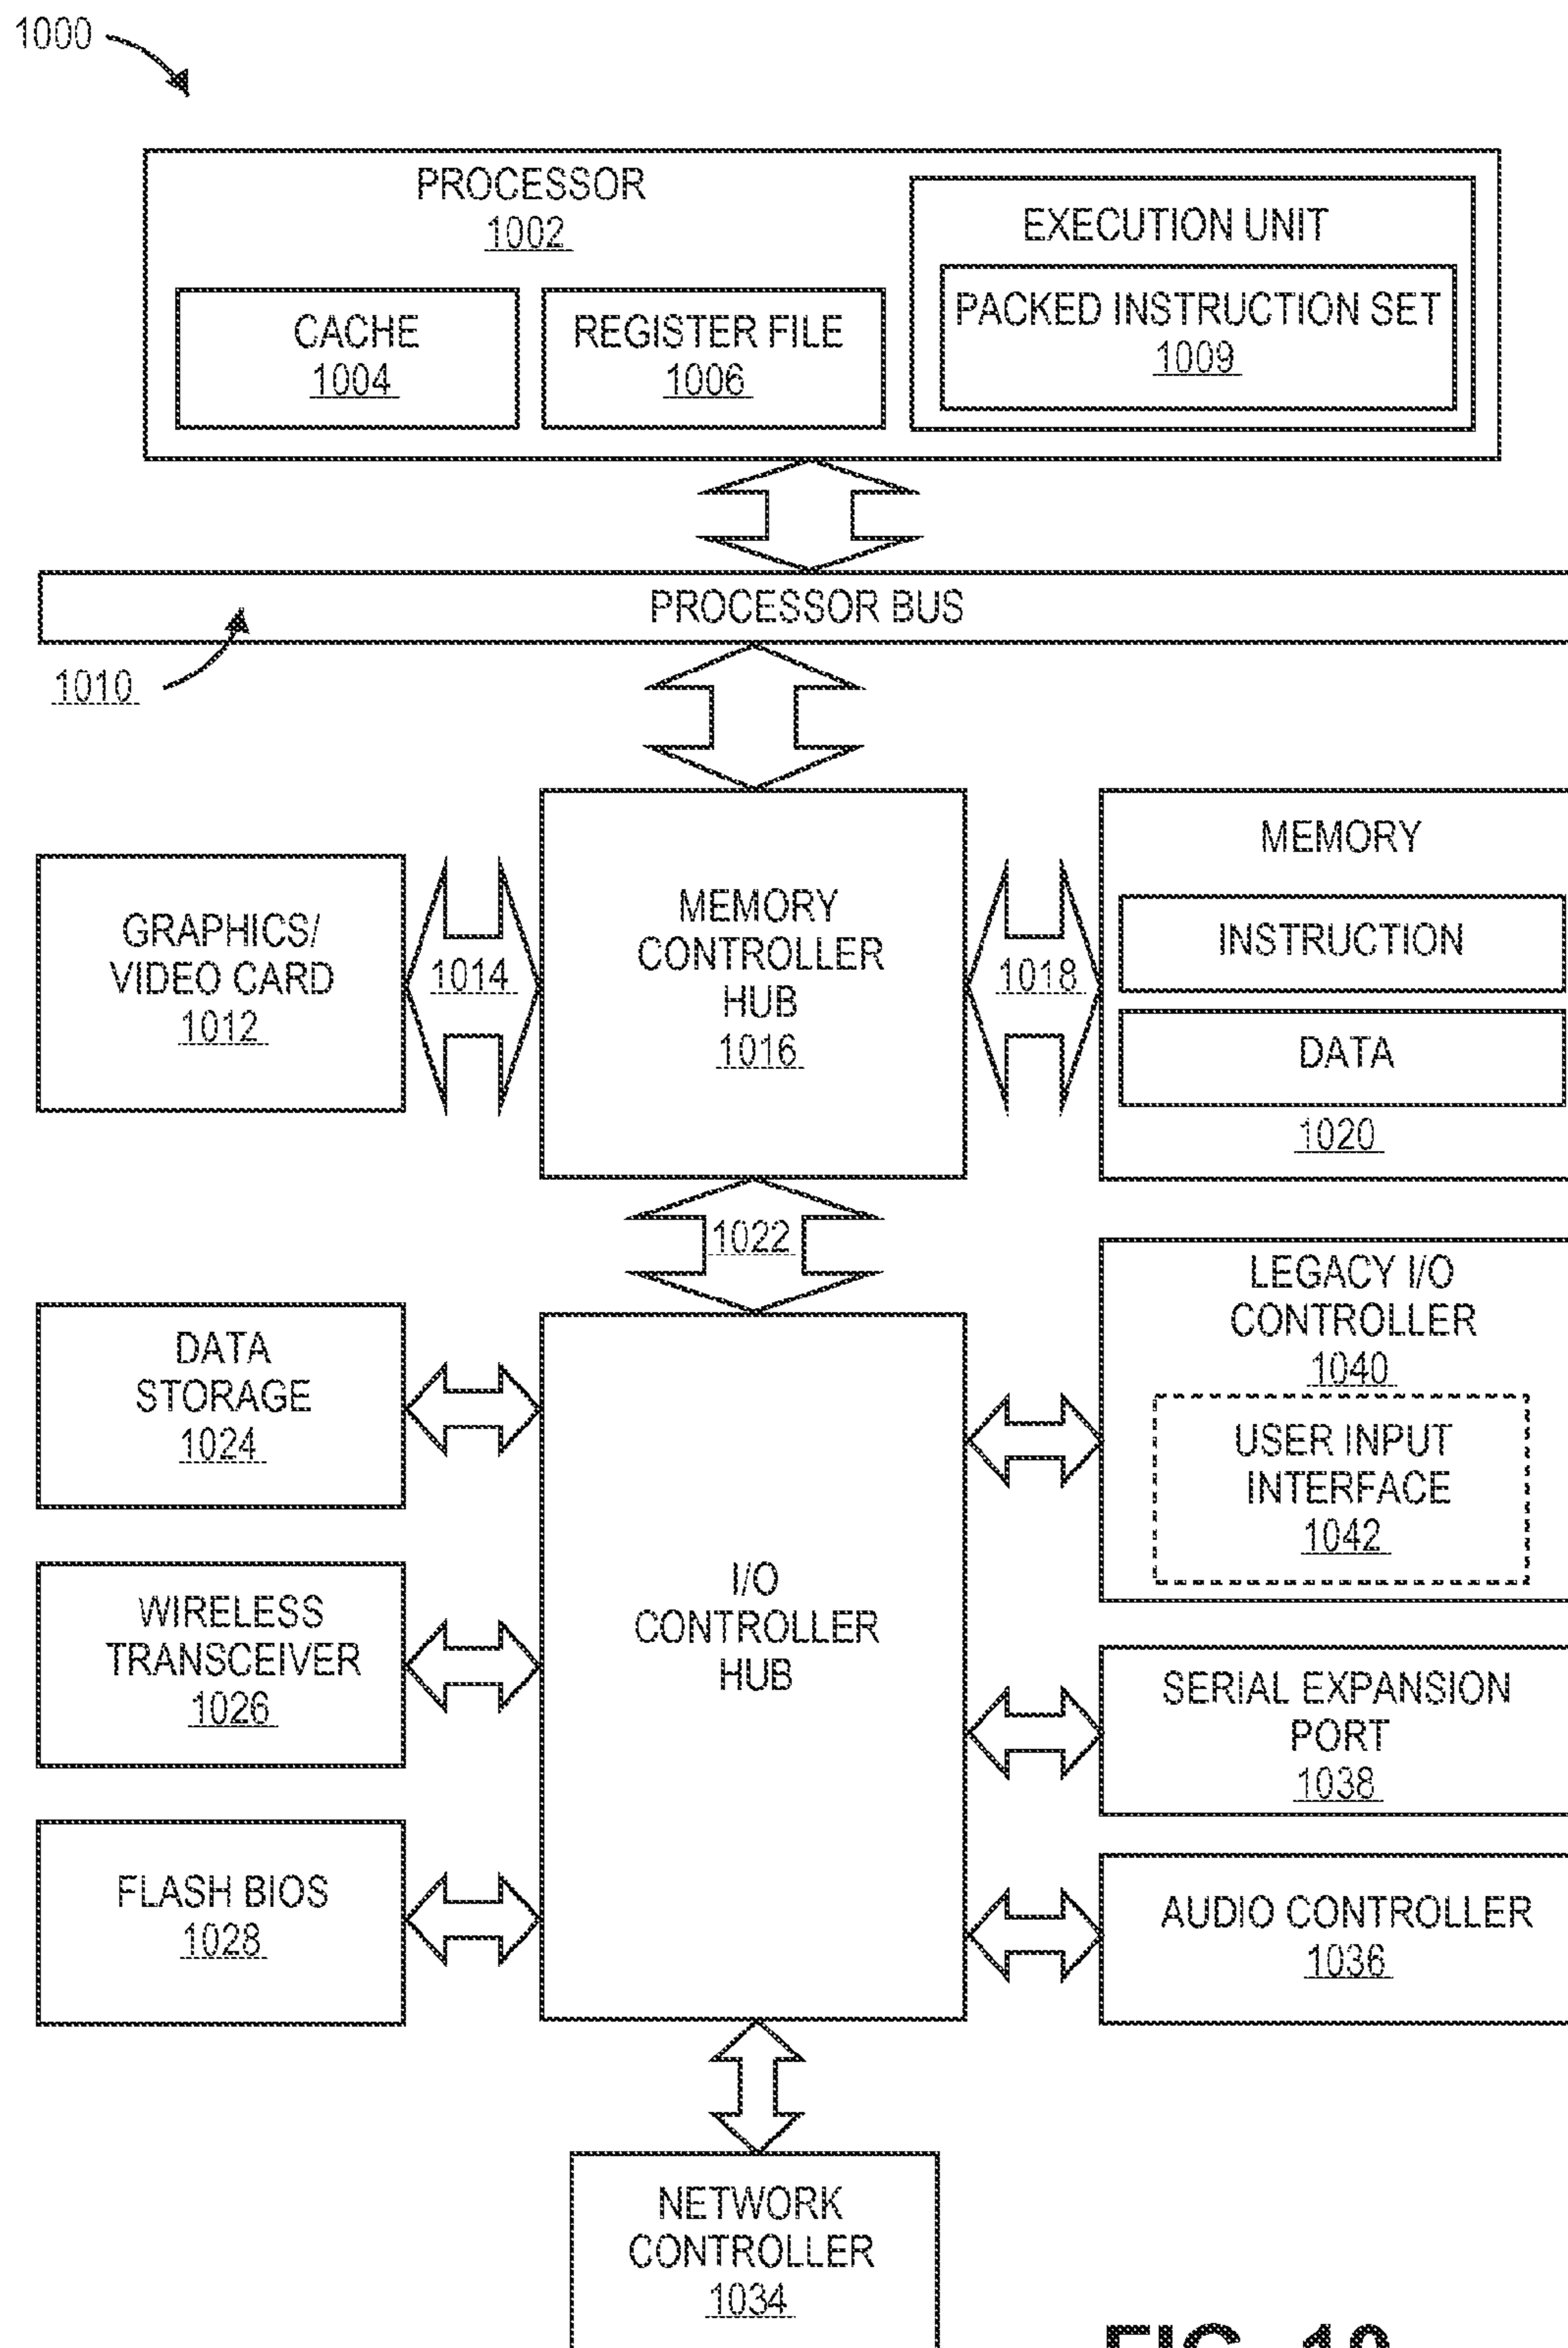 1000
PROCESSOR
1002
EXECUTION UNIT
CACHE
1004
REGISTER FILE
1006
PACKED INSTRUCTION SET
1009
PROCESSOR BUS
1010
GRAPHICS/
VIDEO CARD
1012
1014
MEMORY
CONTROLLER
HUB
1016
1018
MEMORY
INSTRUCTION
DATA
1020
1022
DATA
STORAGE
1024
LEGACY I/O
CONTROLLER
1040
USER INPUT
INTERFACE
1042
WIRELESS
TRANSCEIVER
1026
I/O
CONTROLLER
HUB
SERIAL EXPANSION
PORT
1038
FLASH BIOS
1028
AUDIO CONTROLLER
1036
NETWORK
CONTROLLER
1034
FIG. 10